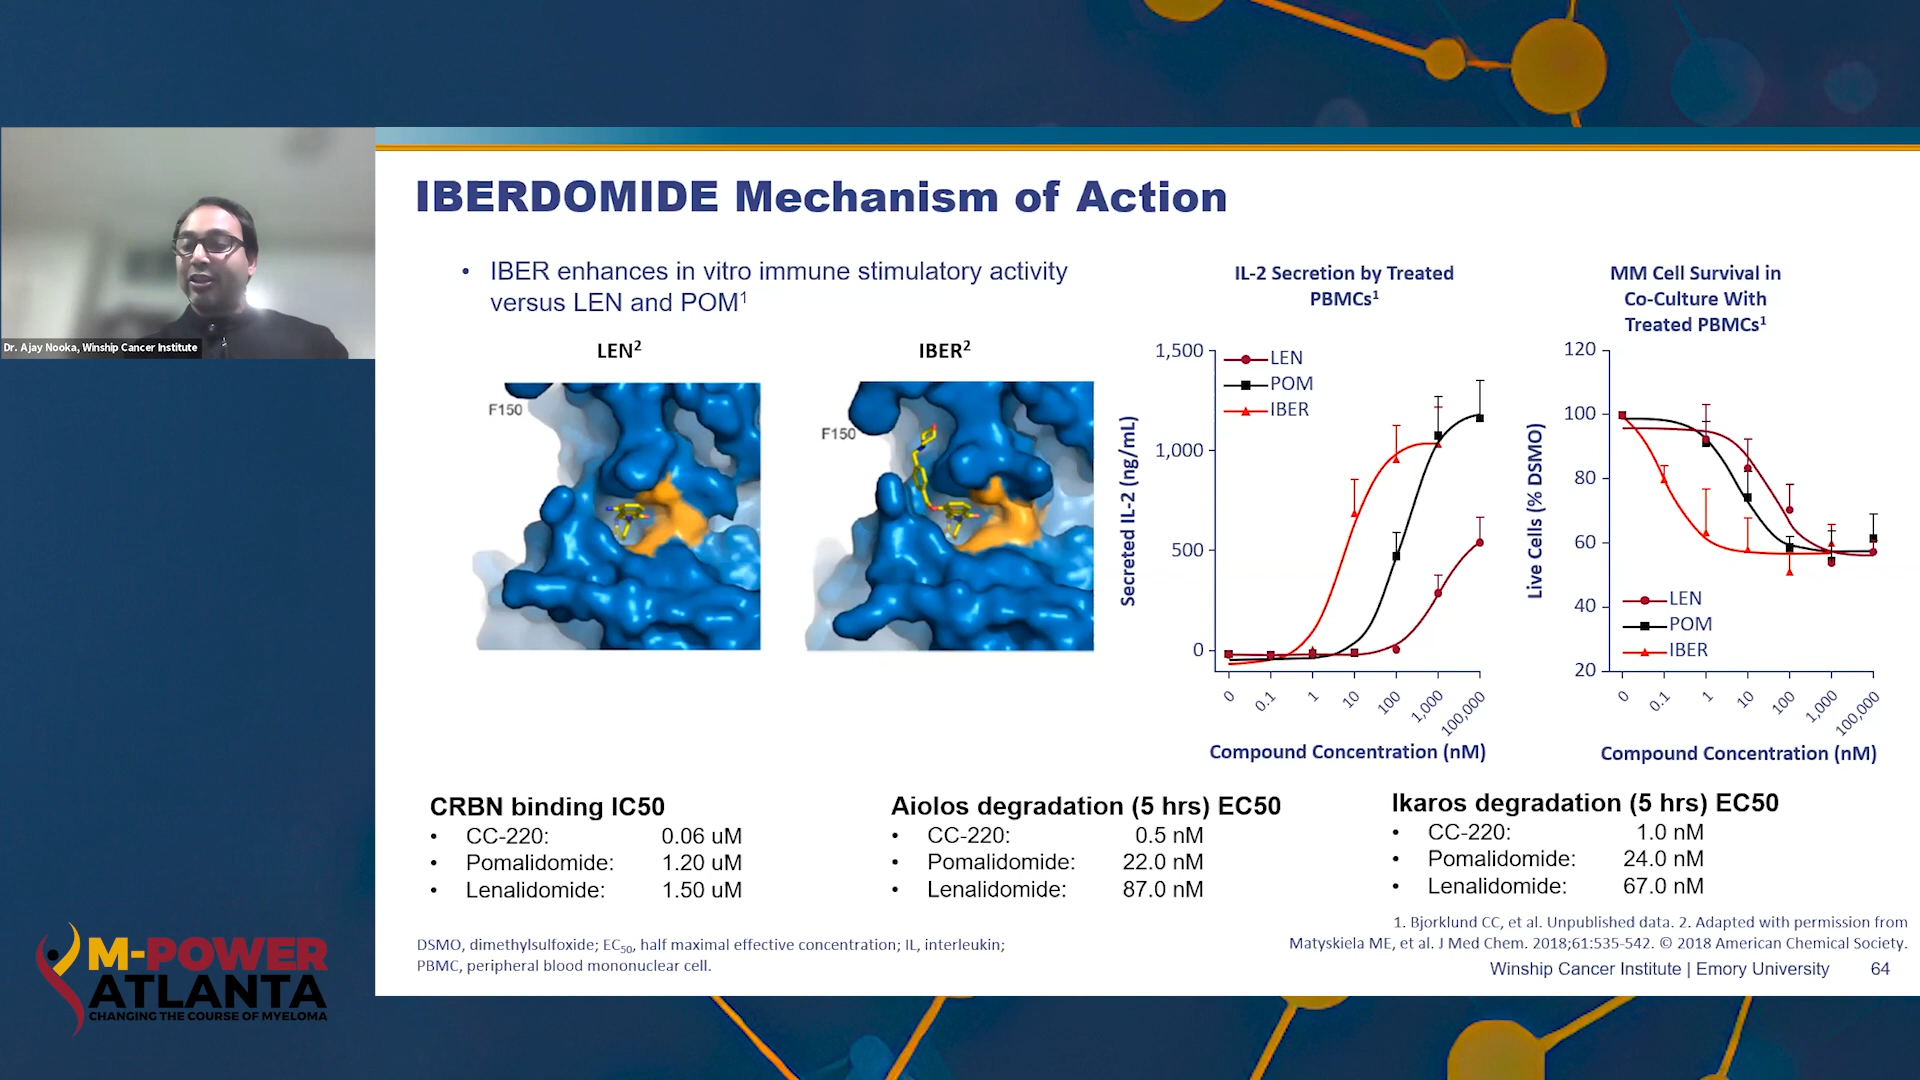 IBERDOMIDE Mechanism of Action
• IBER enhances in vitro immune stimulatory activity
versus LEN and POM1
LEN2
IBER2
F150
F150
IL-2 Secretion by Treated
PBMCs1
Secreted IL-2 (ng/mL)
1,500
1,000
500
0
LEN
POM
IBER
0
0.1
1
10
100
1,000
100,000
Compound Concentration (nM)
MM Cell Survival in
Co-Culture With
Treated PBMCs1
Live Cells (% DSMO)
120
100
80
60
40
20
LEN
POM
IBER
0
0.1
1
10
100
1,000
100,000
Compound Concentration (nM)
CRBN binding IC50
• CC-220: 0.06 uM
• Pomalidomide: 1.20 uM
• Lenalidomide: 1.50 uM
Aiolos degradation (5 hrs) EC50
• CC-220: 0.5 nM
• Pomalidomide: 22.0 nM
• Lenalidomide: 87.0 nM
Ikaros degradation (5 hrs) EC50
• CC-220: 1.0 nM
• Pomalidomide: 24.0 nM
• Lenalidomide: 67.0 nM
DSMO, dimethylsulfoxide; EC50, half maximal effective concentration; IL, interleukin;
PBMC, peripheral blood mononuclear cell.
1. Bjorklund CC, et al. Unpublished data. 2. Adapted with permission from
Matyskiela ME, et al. J Med Chem. 2018;61:535-542. © 2018 American Chemical Society.
Winship Cancer Institute | Emory University 64
Dr. Ajay Nooka, Winship Cancer Institute
M-POWER
ATLANTA
CHANGING THE COURSE OF MYELOMA